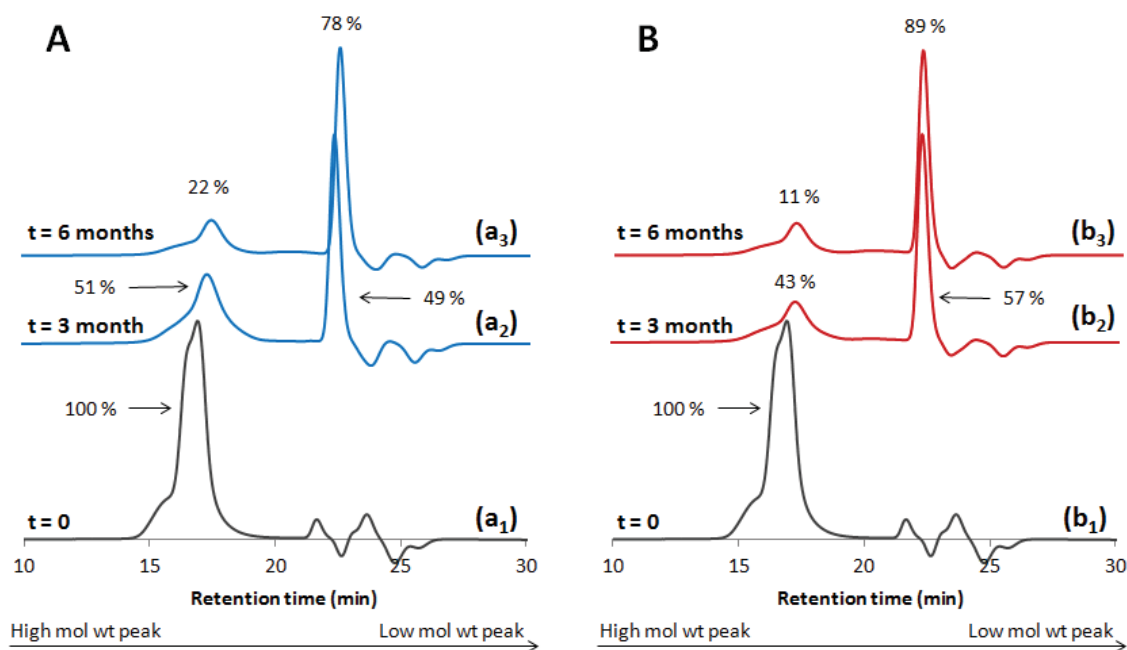 A
78 %
22 %
t = 6 months
(a3)
51 %
49 %
t = 3 month
(a2)
100 %
t = 0
(a1)
10 15 20 25 30
Retention time (min)
High mol wt peak Low mol wt peak
B
89 %
11 %
t = 6 months
(b3)
43 %
57 %
t = 3 month
(b2)
100 %
t = 0
(b1)
10 15 20 25 30
Retention time (min)
High mol wt peak Low mol wt peak